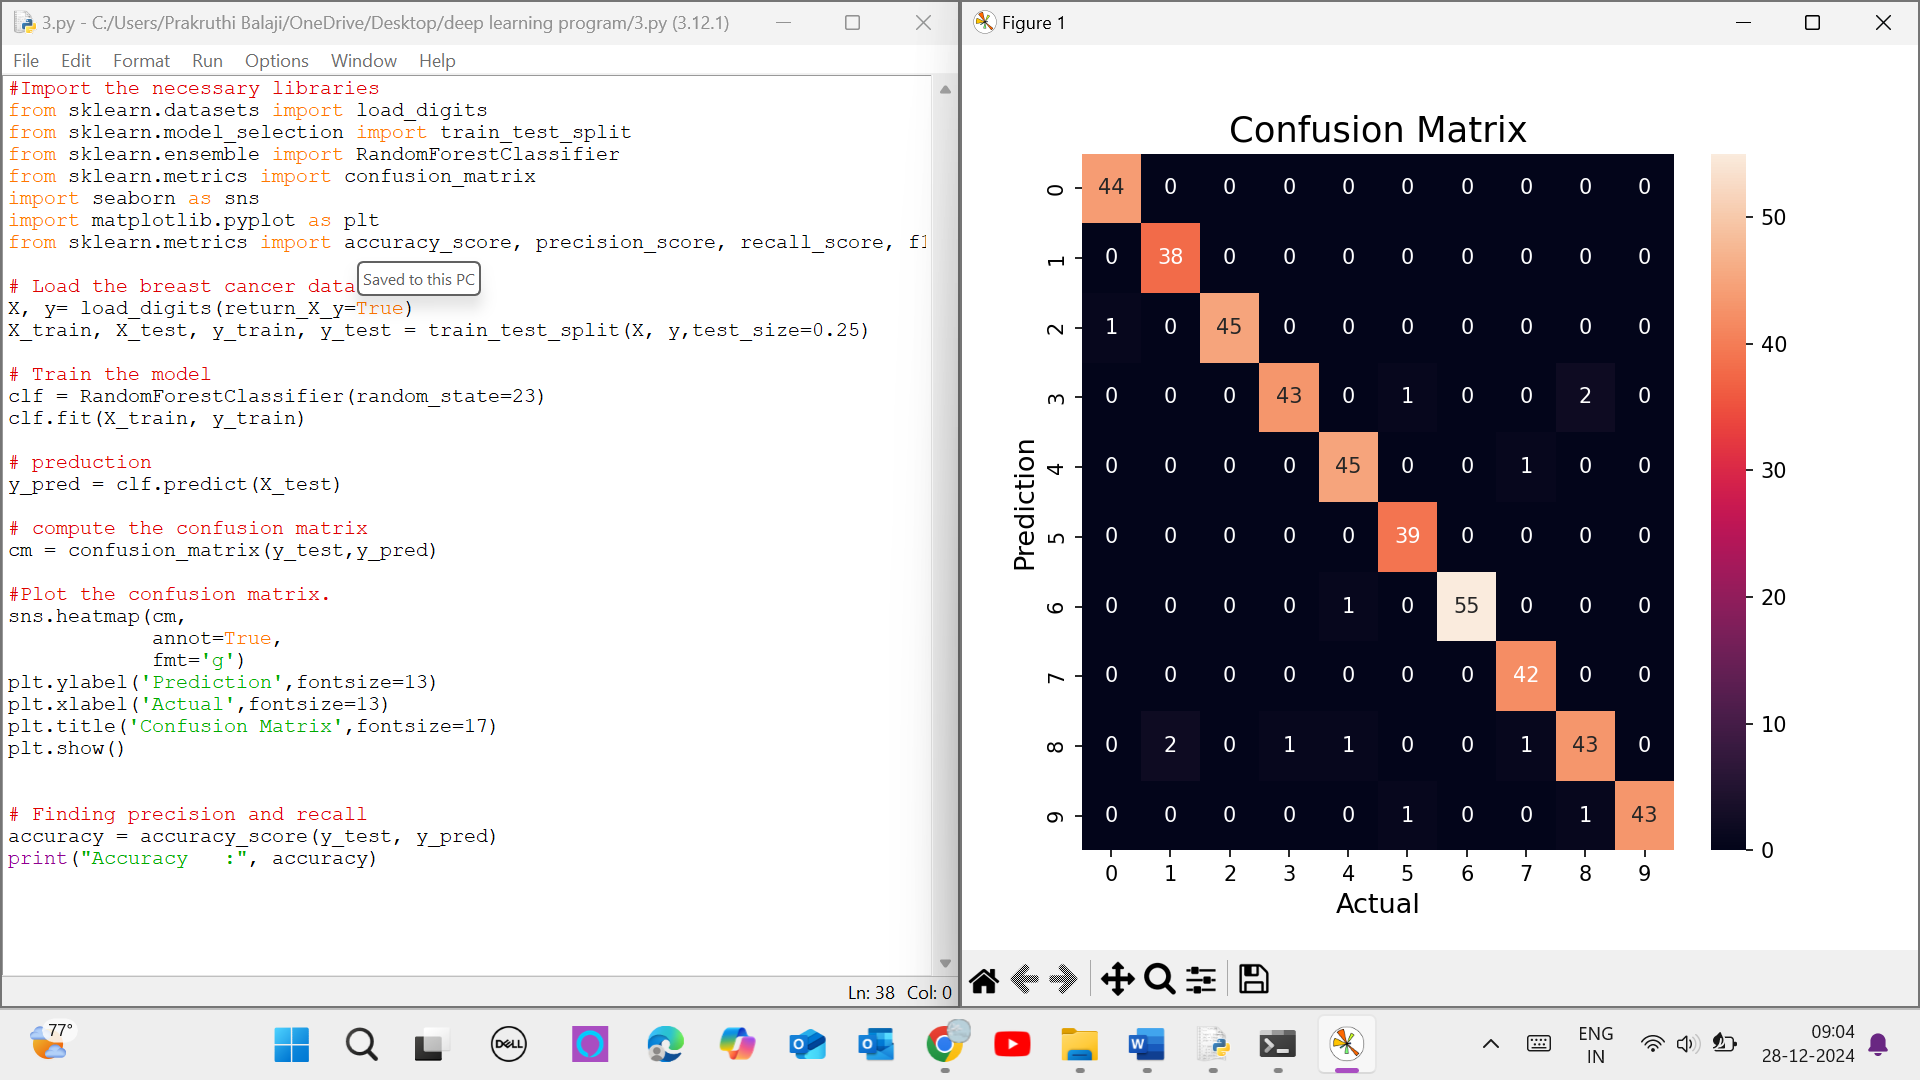 3.py - C:/Users/Prakruthi Balaji/OneDrive/Desktop/deep learning program/3.py (3.12.1)
File Edit Format Run Options Window Help
#Import the necessary libraries
from sklearn.datasets import load_digits
from sklearn.model_selection import train_test_split
from sklearn.ensemble import RandomForestClassifier
from sklearn.metrics import confusion_matrix
import seaborn as sns
import matplotlib.pyplot as plt
from sklearn.metrics import accuracy_score, precision_score, recall_score, f1
Saved to this PC
# Load the breast cancer data
X, y= load_digits(return_X_y=True)
X_train, X_test, y_train, y_test = train_test_split(X, y,test_size=0.25)
# Train the model
clf = RandomForestClassifier(random_state=23)
clf.fit(X_train, y_train)
# preduction
y_pred = clf.predict(X_test)
# compute the confusion matrix
cm = confusion_matrix(y_test,y_pred)
#Plot the confusion matrix.
sns.heatmap(cm,
annot=True,
fmt='g')
plt.ylabel('Prediction',fontsize=13)
plt.xlabel('Actual',fontsize=13)
plt.title('Confusion Matrix',fontsize=17)
plt.show()
# Finding precision and recall
accuracy = accuracy_score(y_test, y_pred)
print("Accuracy   :", accuracy)
Ln: 38 Col: 0
Figure 1
Confusion Matrix
Prediction
0 44 0 0 0 0 0 0 0 0 0
1 0 38 0 0 0 0 0 0 0 0
2 1 0 45 0 0 0 0 0 0 0
3 0 0 0 43 0 1 0 0 2 0
4 0 0 0 0 45 0 0 1 0 0
5 0 0 0 0 0 39 0 0 0 0
6 0 0 0 0 1 0 55 0 0 0
7 0 0 0 0 0 0 0 42 0 0
8 0 2 0 1 1 0 0 1 43 0
9 0 0 0 0 0 1 0 0 1 43
0 1 2 3 4 5 6 7 8 9
Actual
50
40
30
20
10
0
77°
DELL
ENG
IN
09:04
28-12-2024